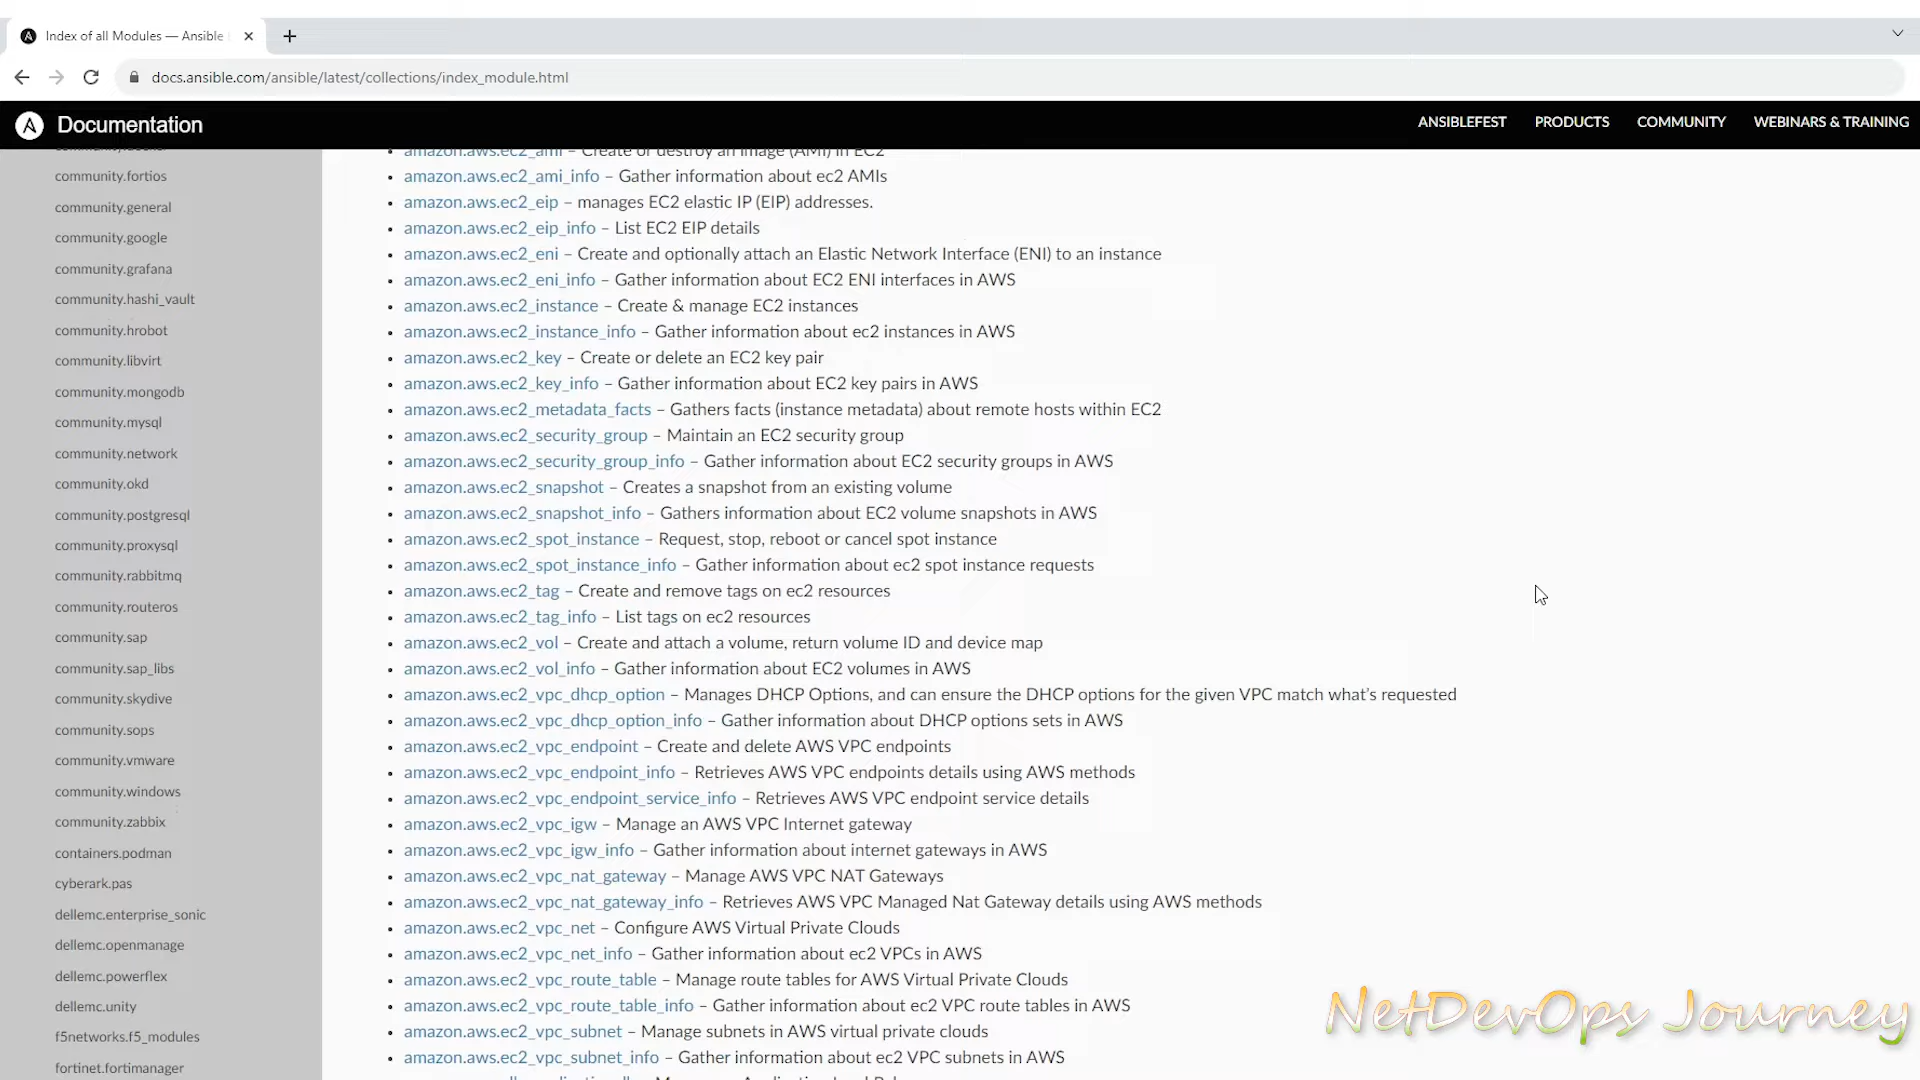 Index of all Modules — Ansible
docs.ansible.com/ansible/latest/collections/index_module.html
Documentation
ANSIBLEFEST
PRODUCTS
COMMUNITY
WEBINARS & TRAINING
community.fortios
community.general
community.google
community.grafana
community.hashi_vault
community.hrobot
community.libvirt
community.mongodb
community.mysql
community.network
community.okd
community.postgresql
community.proxysql
community.rabbitmq
community.routeros
community.sap
community.sap_libs
community.skydive
community.sops
community.vmware
community.windows
community.zabbix
containers.podman
cyberark.pas
dellemc.enterprise_sonic
dellemc.openmanage
dellemc.powerflex
dellemc.unity
f5networks.f5_modules
fortinet.fortimanager
amazon.aws.ec2_ami – Create or destroy an image (AMI) in EC2
amazon.aws.ec2_ami_info – Gather information about ec2 AMIs
amazon.aws.ec2_eip – manages EC2 elastic IP (EIP) addresses.
amazon.aws.ec2_eip_info – List EC2 EIP details
amazon.aws.ec2_eni – Create and optionally attach an Elastic Network Interface (ENI) to an instance
amazon.aws.ec2_eni_info – Gather information about EC2 ENI interfaces in AWS
amazon.aws.ec2_instance – Create & manage EC2 instances
amazon.aws.ec2_instance_info – Gather information about ec2 instances in AWS
amazon.aws.ec2_key – Create or delete an EC2 key pair
amazon.aws.ec2_key_info – Gather information about EC2 key pairs in AWS
amazon.aws.ec2_metadata_facts – Gathers facts (instance metadata) about remote hosts within EC2
amazon.aws.ec2_security_group – Maintain an EC2 security group
amazon.aws.ec2_security_group_info – Gather information about EC2 security groups in AWS
amazon.aws.ec2_snapshot – Creates a snapshot from an existing volume
amazon.aws.ec2_snapshot_info – Gathers information about EC2 volume snapshots in AWS
amazon.aws.ec2_spot_instance – Request, stop, reboot or cancel spot instance
amazon.aws.ec2_spot_instance_info – Gather information about ec2 spot instance requests
amazon.aws.ec2_tag – Create and remove tags on ec2 resources
amazon.aws.ec2_tag_info – List tags on ec2 resources
amazon.aws.ec2_vol – Create and attach a volume, return volume ID and device map
amazon.aws.ec2_vol_info – Gather information about EC2 volumes in AWS
amazon.aws.ec2_vpc_dhcp_option – Manages DHCP Options, and can ensure the DHCP options for the given VPC match what’s requested
amazon.aws.ec2_vpc_dhcp_option_info – Gather information about DHCP options sets in AWS
amazon.aws.ec2_vpc_endpoint – Create and delete AWS VPC endpoints
amazon.aws.ec2_vpc_endpoint_info – Retrieves AWS VPC endpoints details using AWS methods
amazon.aws.ec2_vpc_endpoint_service_info – Retrieves AWS VPC endpoint service details
amazon.aws.ec2_vpc_igw – Manage an AWS VPC Internet gateway
amazon.aws.ec2_vpc_igw_info – Gather information about internet gateways in AWS
amazon.aws.ec2_vpc_nat_gateway – Manage AWS VPC NAT Gateways
amazon.aws.ec2_vpc_nat_gateway_info – Retrieves AWS VPC Managed Nat Gateway details using AWS methods
amazon.aws.ec2_vpc_net – Configure AWS Virtual Private Clouds
amazon.aws.ec2_vpc_net_info – Gather information about ec2 VPCs in AWS
amazon.aws.ec2_vpc_route_table – Manage route tables for AWS Virtual Private Clouds
amazon.aws.ec2_vpc_route_table_info – Gather information about ec2 VPC route tables in AWS
amazon.aws.ec2_vpc_subnet – Manage subnets in AWS virtual private clouds
amazon.aws.ec2_vpc_subnet_info – Gather information about ec2 VPC subnets in AWS
NetDevOps Journey